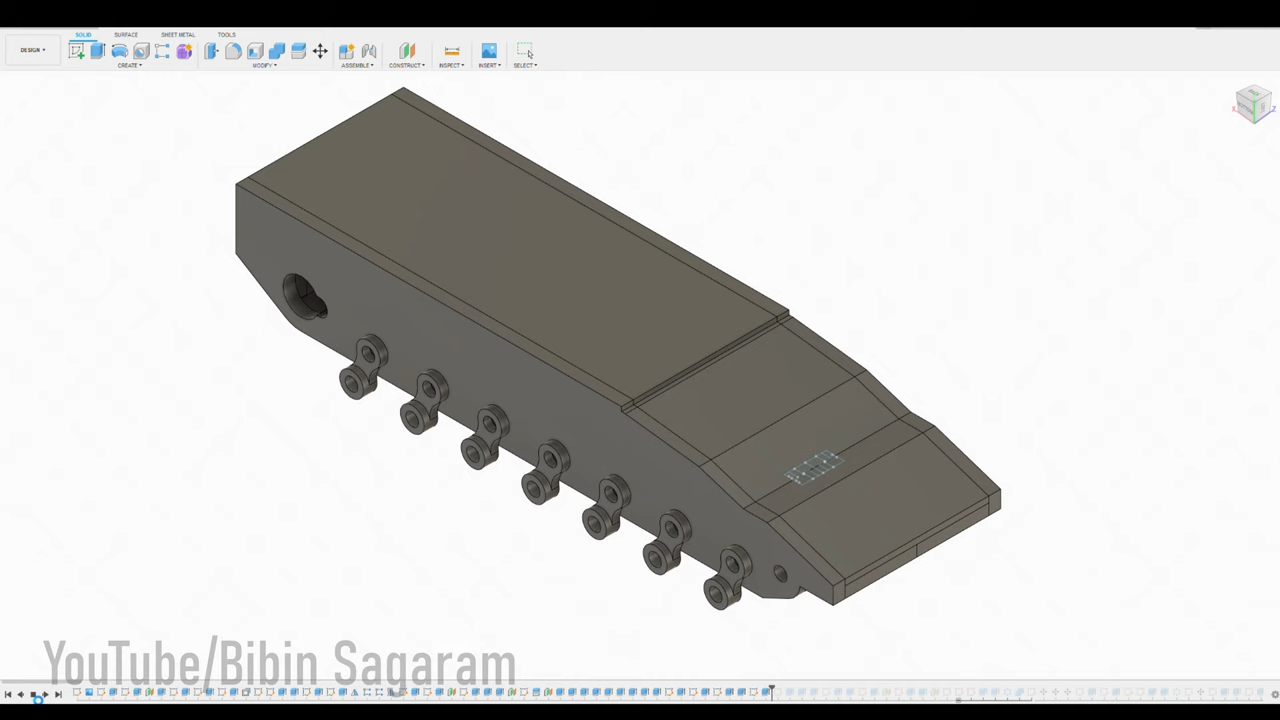 SOLID SURFACE SHEET METAL TOOLS
DESIGN
CREATE MODIFY ASSEMBLE CONSTRUCT INSPECT INSERT SELECT
YouTube/Bibin Sagaram